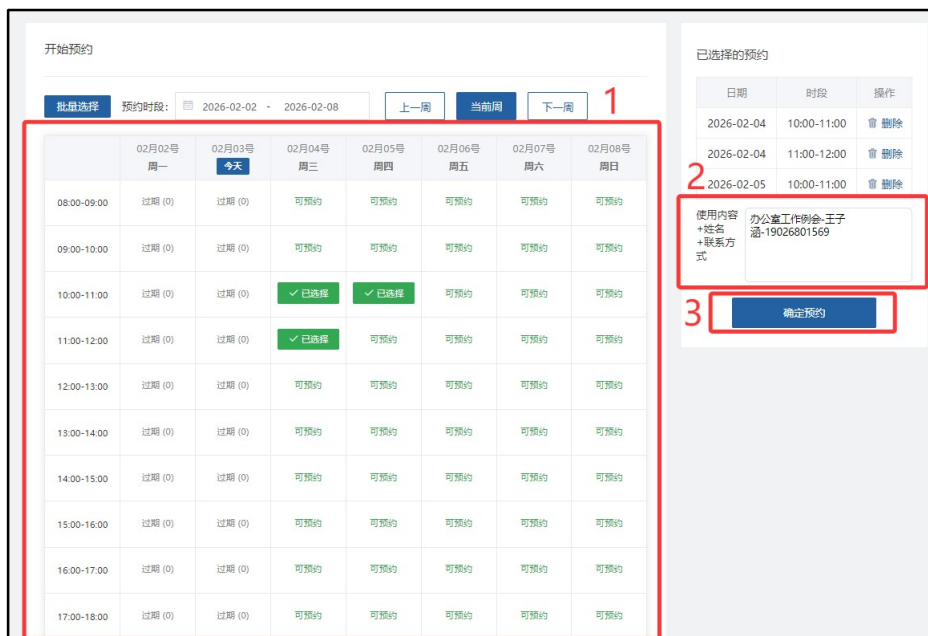 开始预约
批量选择 预约时段： 2026-02-02 - 2026-02-08 上一周 当前周 下一周 1
02月02号 02月03号 02月04号 02月05号 02月06号 02月07号 02月08号
周一 今天 周三 周四 周五 周六 周日
08:00-09:00 过期 (0) 过期 (0) 可预约 可预约 可预约 可预约 可预约
09:00-10:00 过期 (0) 过期 (0) 可预约 可预约 可预约 可预约 可预约
10:00-11:00 过期 (0) 过期 (0) 已选择 已选择 可预约 可预约 可预约
11:00-12:00 过期 (0) 过期 (0) 已选择 可预约 可预约 可预约 可预约
12:00-13:00 过期 (0) 过期 (0) 可预约 可预约 可预约 可预约 可预约
13:00-14:00 过期 (0) 过期 (0) 可预约 可预约 可预约 可预约 可预约
14:00-15:00 过期 (0) 过期 (0) 可预约 可预约 可预约 可预约 可预约
15:00-16:00 过期 (0) 过期 (0) 可预约 可预约 可预约 可预约 可预约
16:00-17:00 过期 (0) 过期 (0) 可预约 可预约 可预约 可预约 可预约
17:00-18:00 过期 (0) 过期 (0) 可预约 可预约 可预约 可预约 可预约
已选择的预约
日期 时段 操作
2026-02-04 10:00-11:00 删除
2026-02-04 11:00-12:00 删除
2 2026-02-05 10:00-11:00 删除
使用内容
+姓名
+联系方
式
办公室工作例会-王子
涵-19026801569
3 确定预约